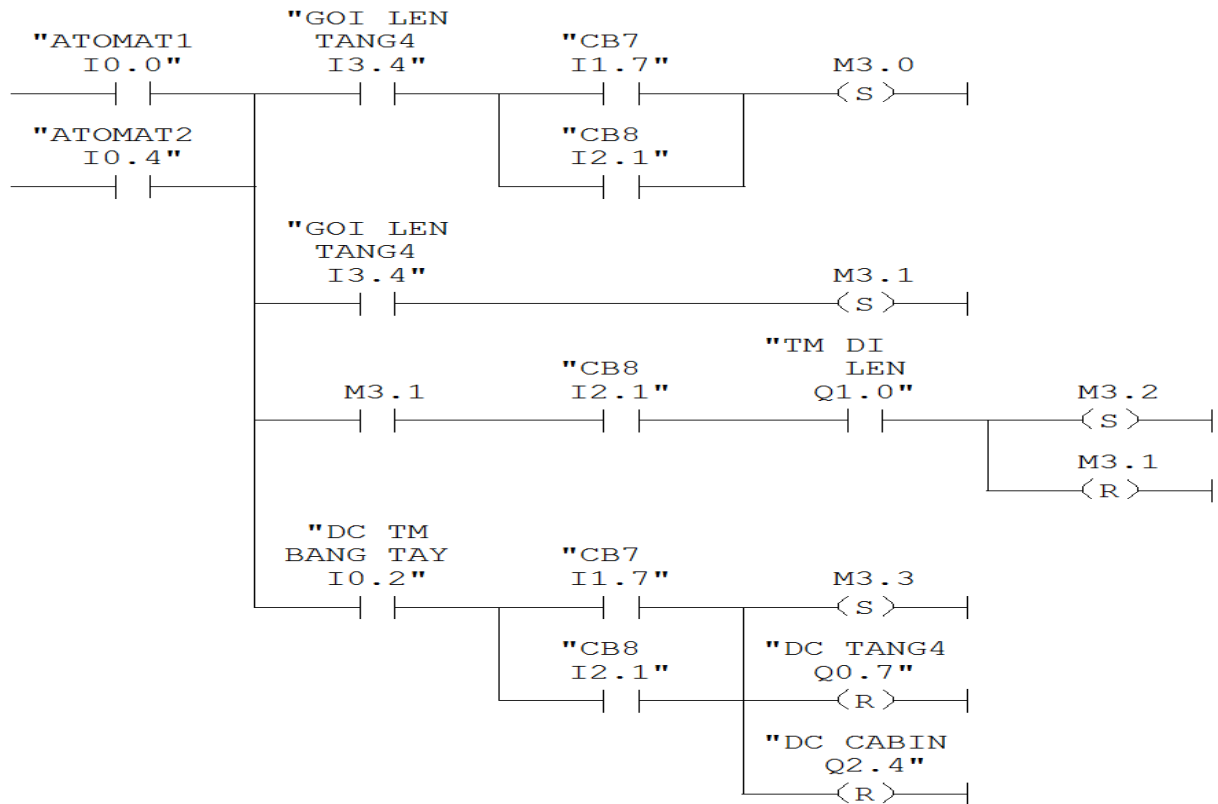 "GOI LEN
"ATOMAT1 TANG4 "CB7
I0.0" I3.4" I1.7" M3.0
S
"ATOMAT2 "CB8
I0.4" I2.1"
"GOI LEN
TANG4
I3.4" M3.1
S
"TM DI
"CB8 LEN
M3.1 I2.1" Q1.0" M3.2
S
M3.1
R
"DC TM
BANG TAY "CB7
I0.2" I1.7" M3.3
S
"CB8 "DC TANG4
I2.1" Q0.7"
R
"DC CABIN
Q2.4"
R